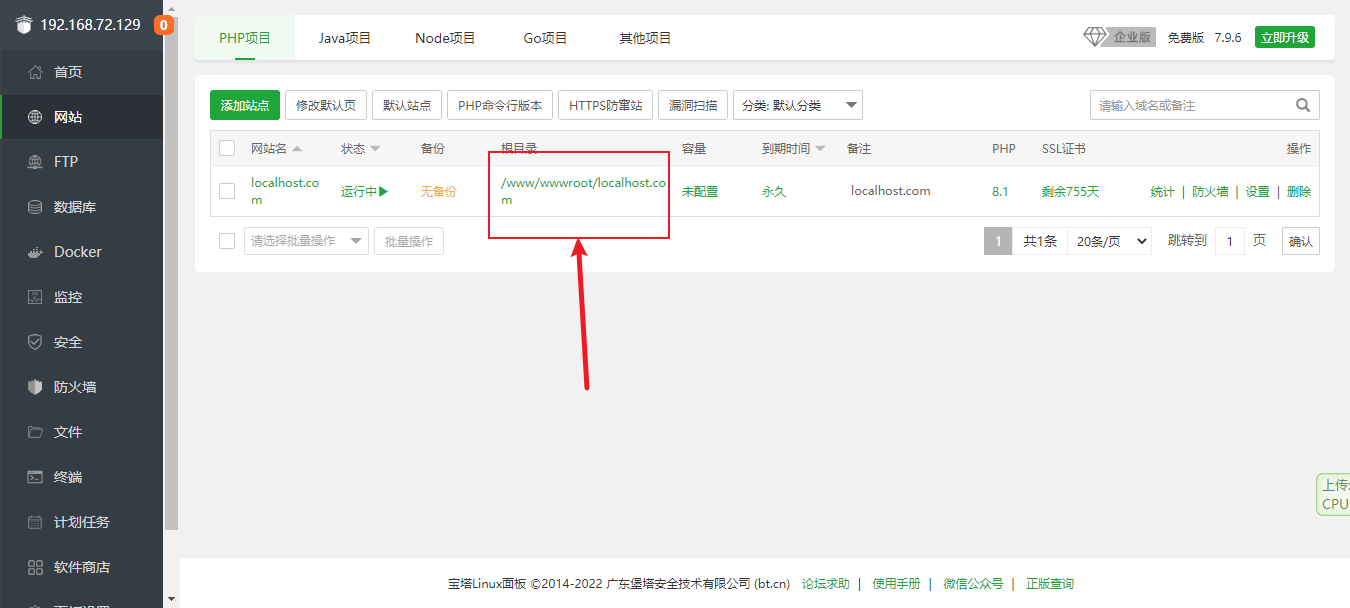 192.168.72.129
0
首页
网站
FTP
数据库
Docker
监控
安全
防火墙
文件
终端
计划任务
软件商店
PHP项目 Java项目 Node项目 Go项目 其他项目
企业版 免费版 7.9.6 立即升级
添加站点 修改默认页 默认站点 PHP命令行版本 HTTPS防窜站 漏洞扫描 分类: 默认分类 请输入域名或备注
网站名 状态 备份 根目录 容量 到期时间 备注 PHP SSL证书 操作
localhost.co
m
运行中 无备份
/www/wwwroot/localhost.co
m
未配置 永久 localhost.com 8.1 剩余755天 统计 | 防火墙 | 设置 | 删除
请选择批量操作 批量操作 1 共1条 20条/页 跳转到 1 页 确认
上传
CPU
宝塔Linux面板 ©2014-2022 广东堡塔安全技术有限公司 (bt.cn) 论坛求助 | 使用手册 | 微信公众号 | 正版查询